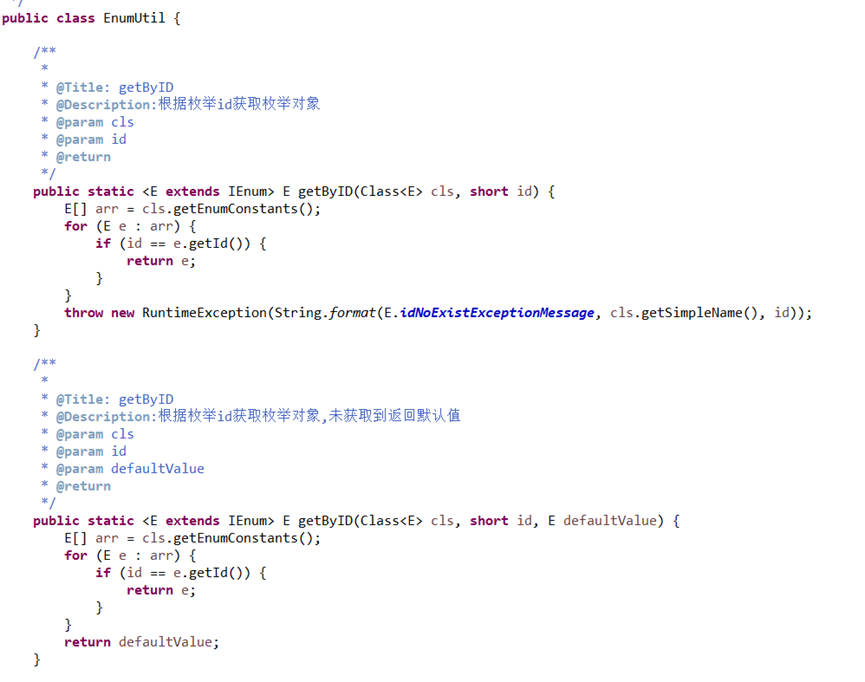 */
public class EnumUtil {
/**
*
* @Title: getByID
* @Description:根据枚举id获取枚举对象
* @param cls
* @param id
* @return
*/
public static <E extends IEnum> E getByID(Class<E> cls, short id) {
E[] arr = cls.getEnumConstants();
for (E e : arr) {
if (id == e.getId()) {
return e;
}
}
throw new RuntimeException(String.format(E.idNoExistExceptionMessage, cls.getSimpleName(), id));
}
/**
*
* @Title: getByID
* @Description:根据枚举id获取枚举对象,未获取到返回默认值
* @param cls
* @param id
* @param defaultValue
* @return
*/
public static <E extends IEnum> E getByID(Class<E> cls, short id, E defaultValue) {
E[] arr = cls.getEnumConstants();
for (E e : arr) {
if (id == e.getId()) {
return e;
}
}
return defaultValue;
}